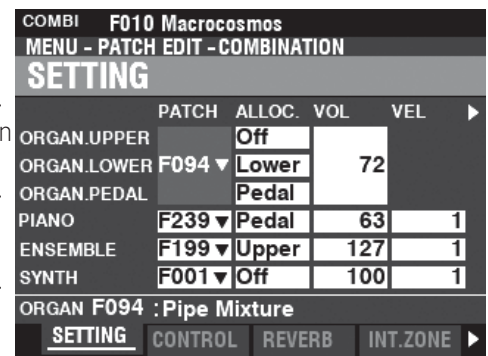 COMBI F010 Macrocosmos
MENU - PATCH EDIT - COMBINATION
SETTING
PATCH ALLOC. VOL VEL ▶
ORGAN.UPPER Off
ORGAN.LOWER F094 ▼ Lower 72
ORGAN.PEDAL Pedal
PIANO F239 ▼ Pedal 63 1
ENSEMBLE F199 ▼ Upper 127 1
SYNTH F001 ▼ Off 100 1
ORGAN F094 : Pipe Mixture
SETTING CONTROL REVERB INT.ZONE ▶